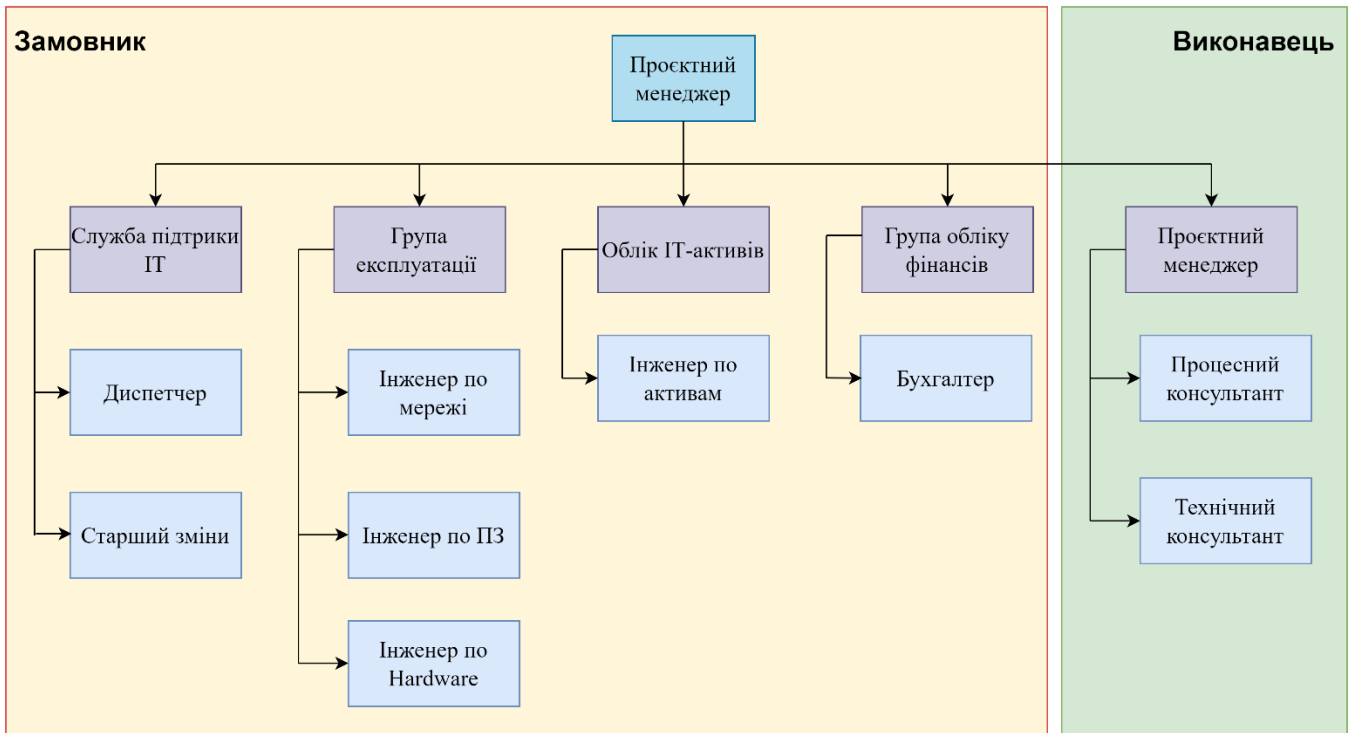 Замовник
Виконавець
Проєктний
менеджер
Служба підтрики
ІТ
Група
експлуатації
Облік ІТ-активів
Група обліку
фінансів
Проєктний
менеджер
Диспетчер
Інженер по
мережі
Інженер по
активам
Бухгалтер
Процесний
консультант
Старший зміни
Інженер по ПЗ
Технічний
консультант
Інженер по
Hardware